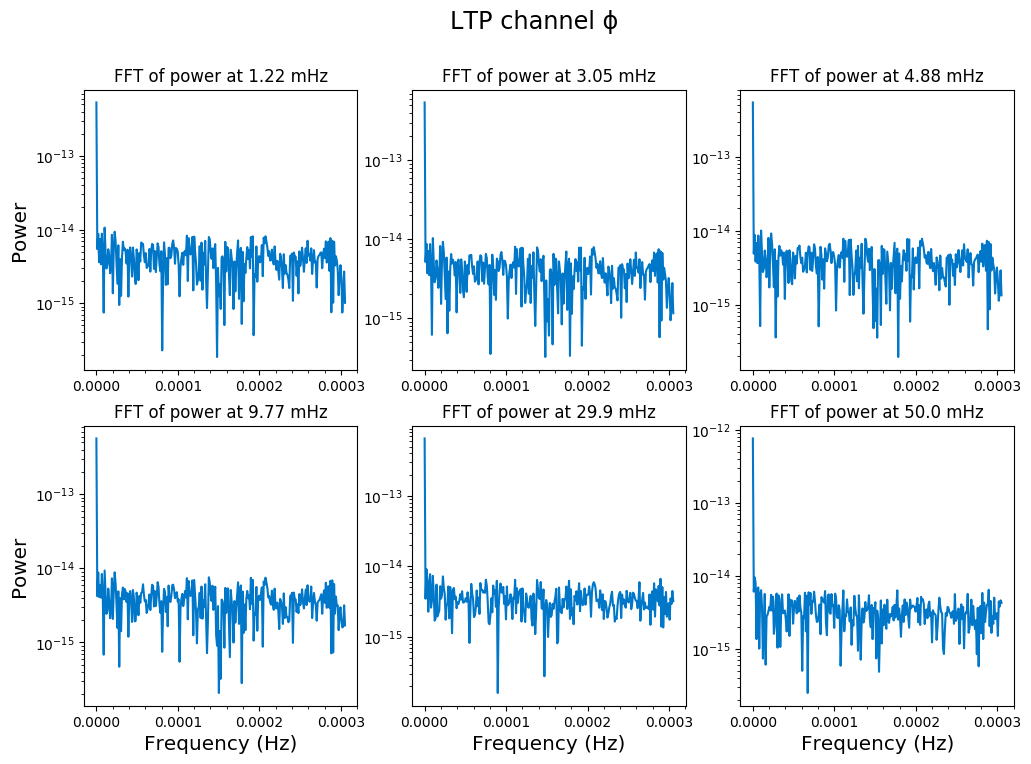 LTP channel ϕ
FFT of power at 1.22 mHz
FFT of power at 3.05 mHz
FFT of power at 4.88 mHz
Power
10⁻¹³
10⁻¹⁴
10⁻¹⁵
10⁻¹³
10⁻¹⁴
10⁻¹⁵
10⁻¹³
10⁻¹⁴
10⁻¹⁵
0.0000 0.0001 0.0002 0.0003
0.0000 0.0001 0.0002 0.0003
0.0000 0.0001 0.0002 0.0003
FFT of power at 9.77 mHz
FFT of power at 29.9 mHz
FFT of power at 50.0 mHz
Power
10⁻¹³
10⁻¹⁴
10⁻¹⁵
10⁻¹³
10⁻¹⁴
10⁻¹⁵
10⁻¹²
10⁻¹³
10⁻¹⁴
10⁻¹⁵
0.0000 0.0001 0.0002 0.0003
0.0000 0.0001 0.0002 0.0003
0.0000 0.0001 0.0002 0.0003
Frequency (Hz)
Frequency (Hz)
Frequency (Hz)